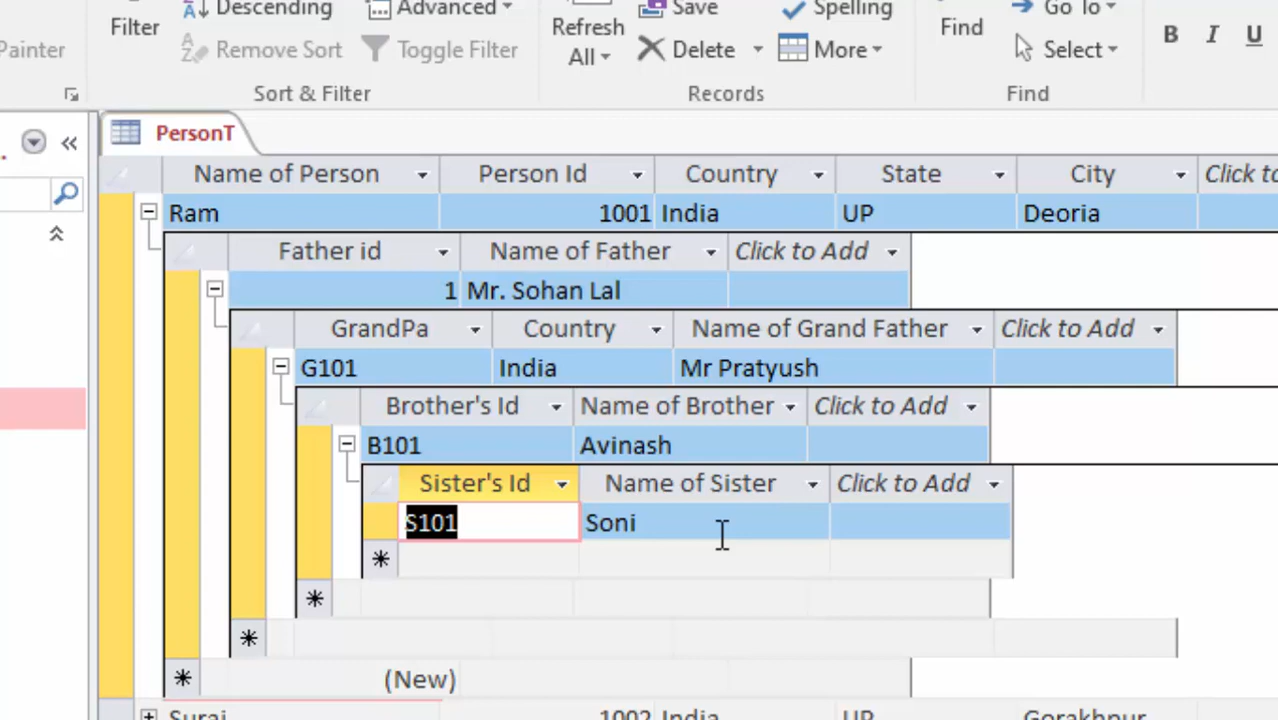 Descending Advanced Refresh Save Spelling Find Go To
Painter Filter Remove Sort Toggle Filter All Delete More Select B I U
Sort & Filter Records Find
PersonT
Name of Person Person Id Country State City Click to
Ram 1001 India UP Deoria
Father id Name of Father Click to Add
1 Mr. Sohan Lal
GrandPa Country Name of Grand Father Click to Add
G101 India Mr Pratyush
Brother's Id Name of Brother Click to Add
B101 Avinash
Sister's Id Name of Sister Click to Add
S101 Soni
(New)
Suraj 1002 India UP Gorakhpur